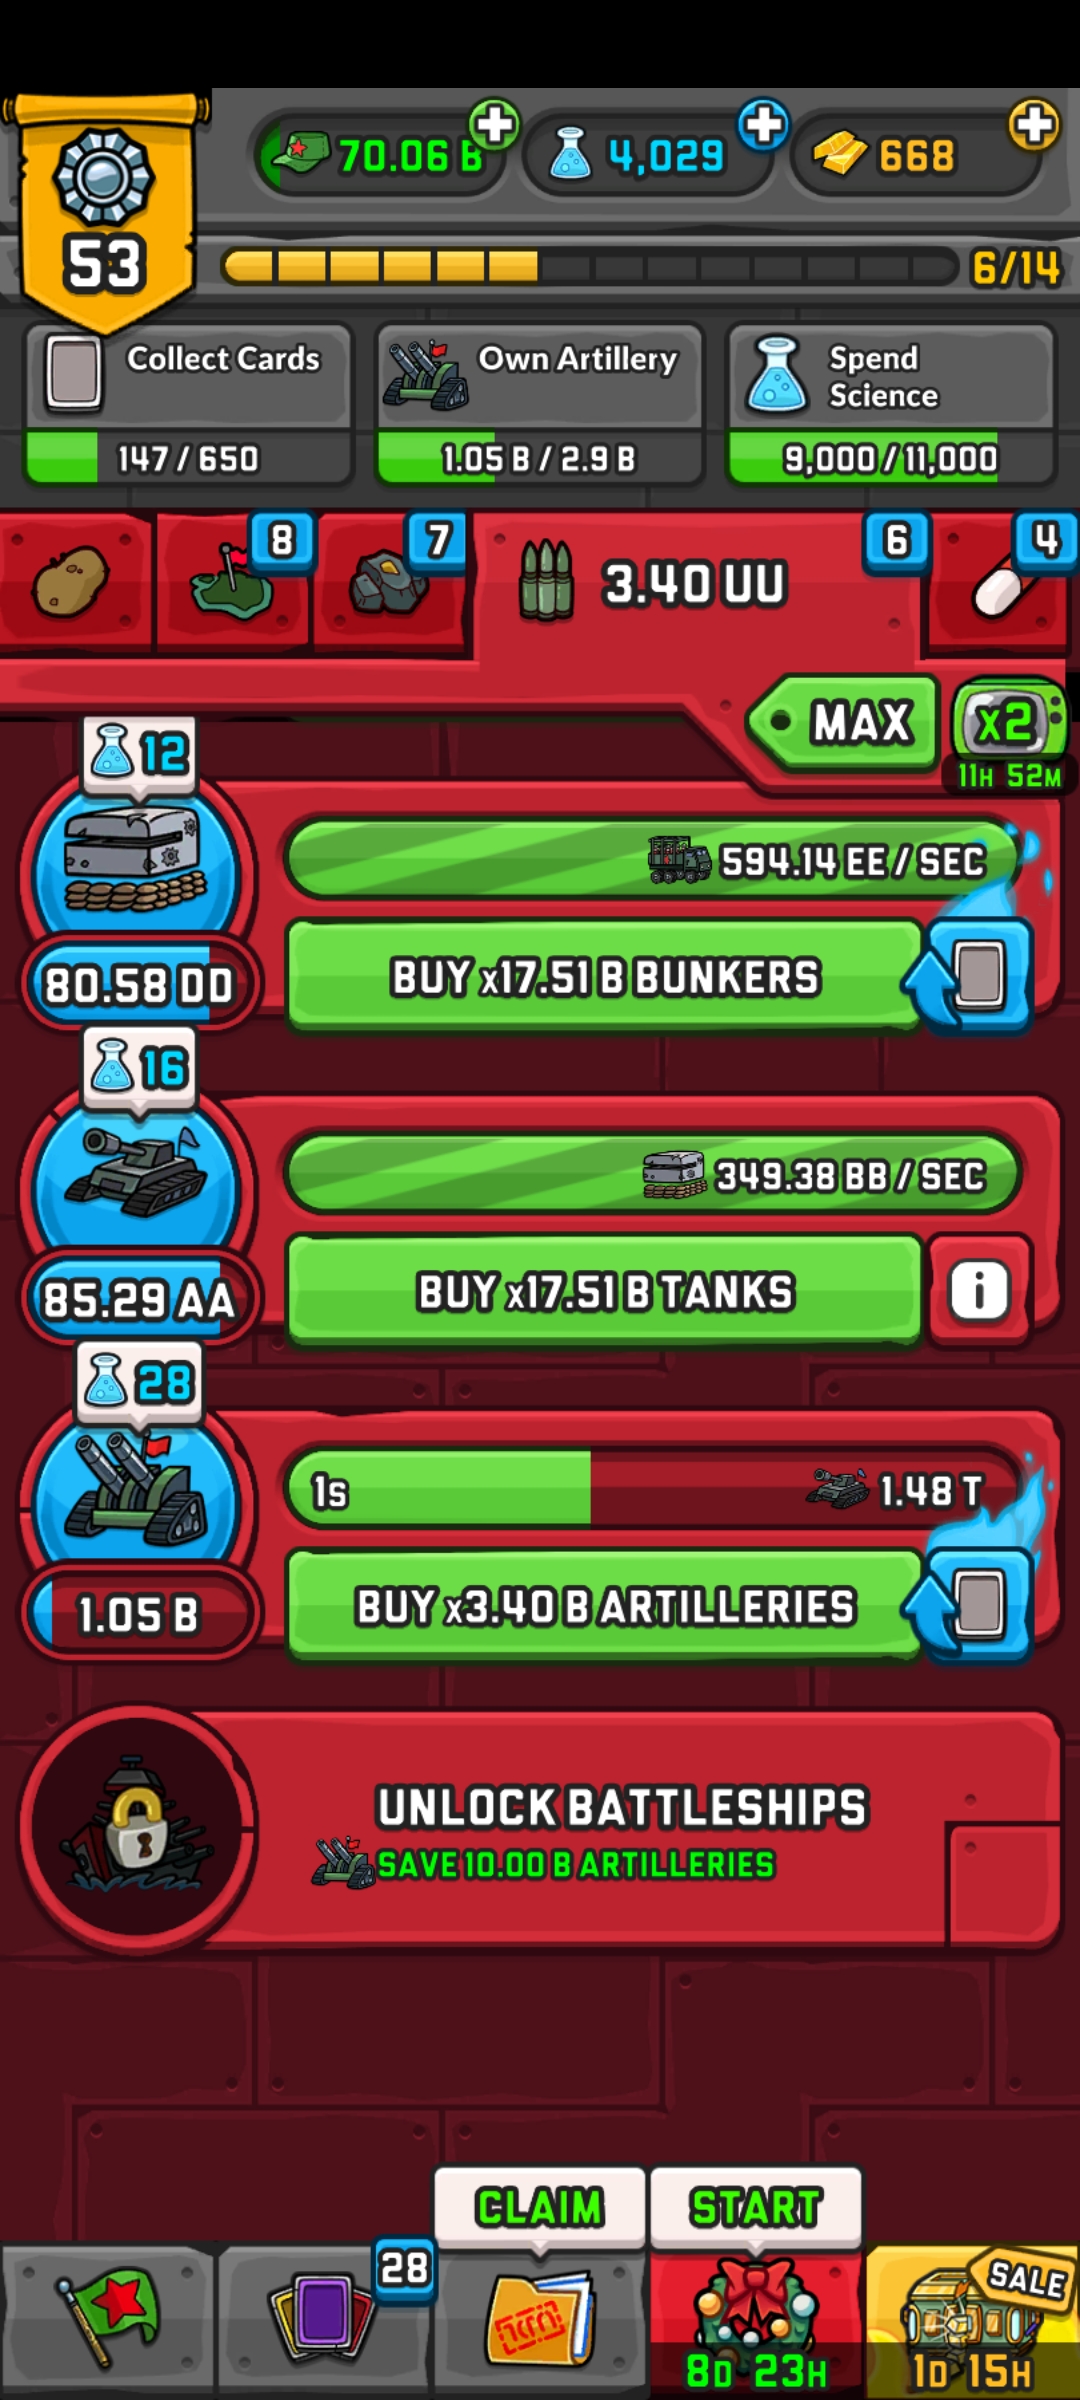 53
70.06 B
4,029
668
6/14
Collect Cards
147 / 650
Own Artillery
1.05 B / 2.9 B
Spend
Science
9,000 / 11,000
8
7
3.40 UU
6
4
MAX
x2
11H 52M
12
594.14 EE / SEC
80.58 DD
BUY x17.51 B BUNKERS
16
349.38 BB / SEC
85.29 AA
BUY x17.51 B TANKS
i
28
1s
1.48 T
1.05 B
BUY x3.40 B ARTILLERIES
UNLOCK BATTLESHIPS
SAVE 10.00 B ARTILLERIES
CLAIM
START
28
SALE
8D 23H
1D 15H